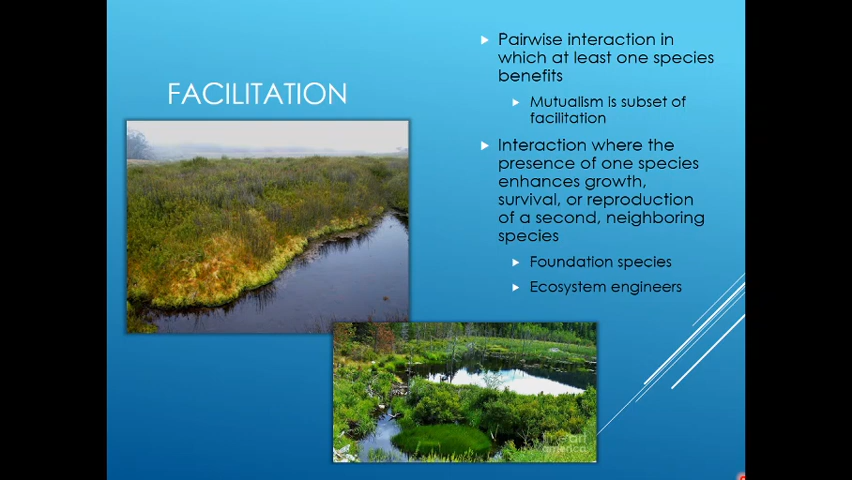 FACILITATION
Pairwise interaction in
which at least one species
benefits
Mutualism is subset of
facilitation
Interaction where the
presence of one species
enhances growth,
survival, or reproduction
of a second, neighboring
species
Foundation species
Ecosystem engineers
america